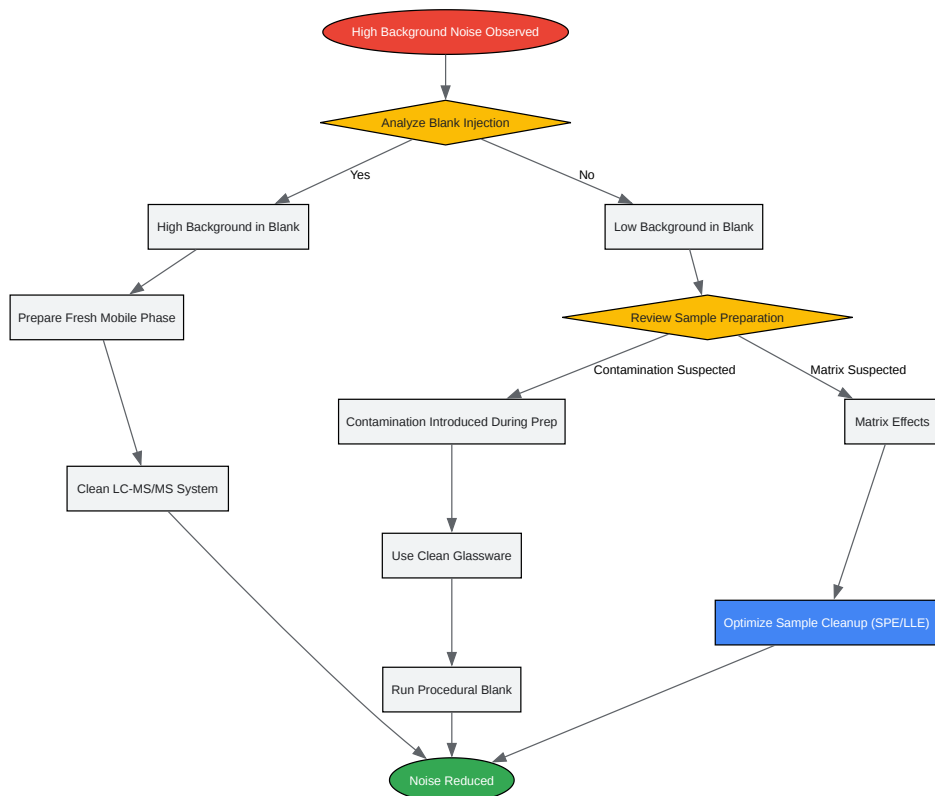 High Background Noise Observed
Analyze Blank Injection
Yes
No
High Background in Blank
Low Background in Blank
Prepare Fresh Mobile Phase
Review Sample Preparation
Contamination Suspected
Matrix Suspected
Contamination Introduced During Prep
Matrix Effects
Clean LC-MS/MS System
Use Clean Glassware
Optimize Sample Cleanup (SPE/LLE)
Run Procedural Blank
Noise Reduced